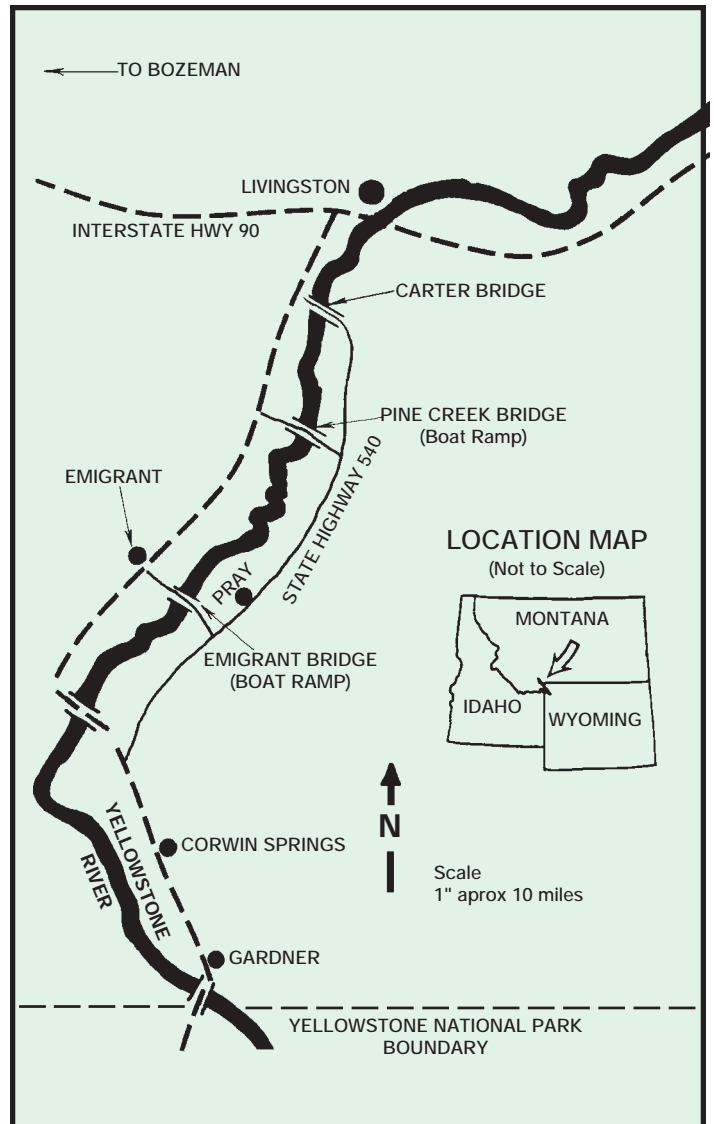 TO BOZEMAN
LIVINGSTON
INTERSTATE HWY 90
CARTER BRIDGE
PINE CREEK BRIDGE
(Boat Ramp)
EMIGRANT
STATE HIGHWAY 540
LOCATION MAP
(Not to Scale)
PRAY
MONTANA
EMIGRANT BRIDGE
(BOAT RAMP)
IDAHO
WYOMING
N
YELLOWSTONE
RIVER
CORWIN SPRINGS
Scale
1" aprox 10 miles
GARDNER
YELLOWSTONE NATIONAL PARK
BOUNDARY